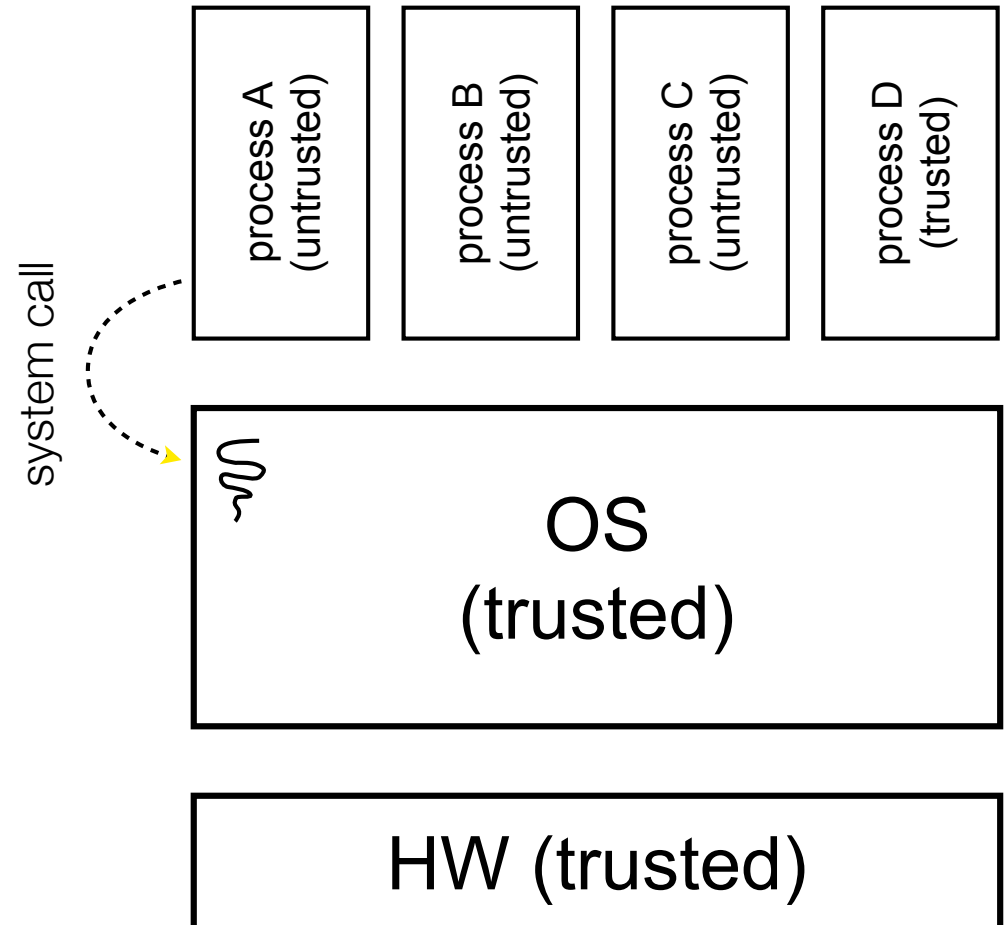 process A
(untrusted)
process B
(untrusted)
process C
(untrusted)
process D
(trusted)
system call
OS
(trusted)
HW (trusted)